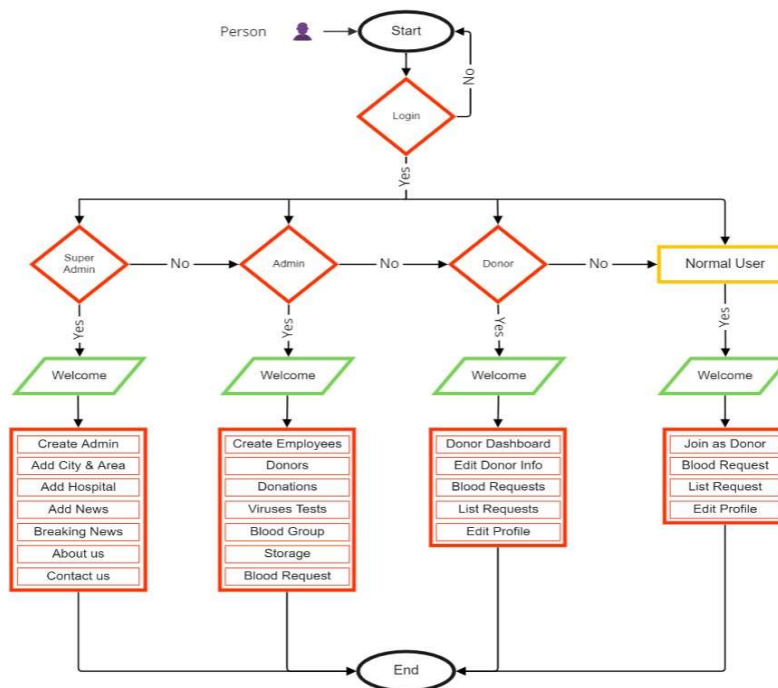 Person
Start
No
Login
Yes
Super
Admin
No
Admin
No
Donor
No
Normal User
Yes
Yes
Yes
Yes
Welcome
Welcome
Welcome
Welcome
Create Admin
Add City & Area
Add Hospital
Add News
Breaking News
About us
Contact us
Create Employees
Donors
Donations
Viruses Tests
Blood Group
Storage
Blood Request
Donor Dashboard
Edit Donor Info
Blood Requests
List Requests
Edit Profile
Join as Donor
Blood Request
List Request
Edit Profile
End